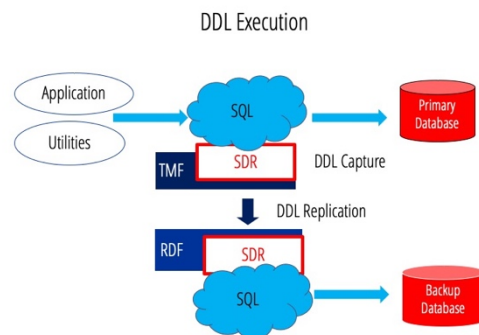 DDL Execution
Application
Utilities
SQL
Primary
Database
TMF
SDR
DDL Capture
DDL Replication
RDF
SDR
SQL
Backup
Database